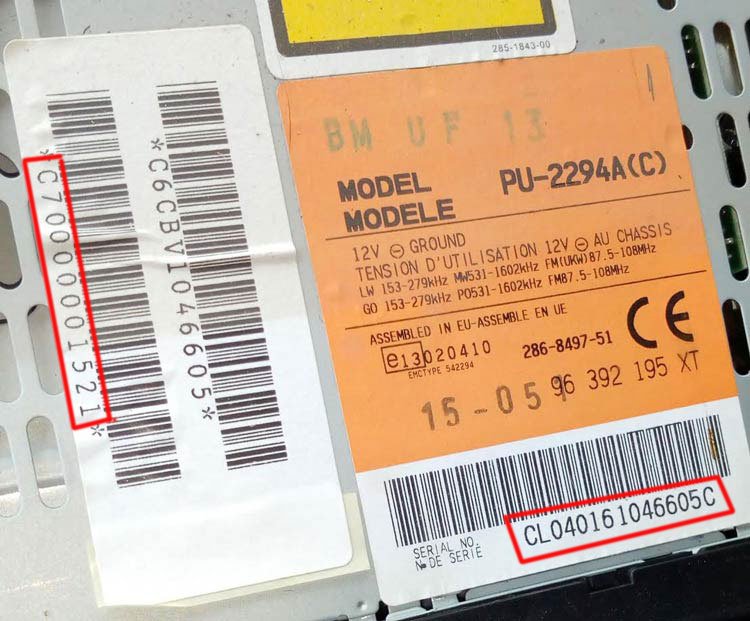 285-1843-00
*C7000001521*
*C6CBV1046605*
BM UF 13
MODEL PU-2294A(C)
MODELE
12V ⊖ GROUND
TENSION D'UTILISATION 12V ⊖ AU CHASSIS
LW 153-279kHz MW531-1602kHz FM(UKW)87.5-108MHz
GO 153-279kHz PO531-1602kHz FM87.5-108MHz
ASSEMBLED IN EU-ASSEMBLE EN UE
e13 020410 286-8497-51 CE
EMCTYPE 542294
15-05 96 392 195 XT
CL040161046605C
SERIAL NO.
№ DE SERIE